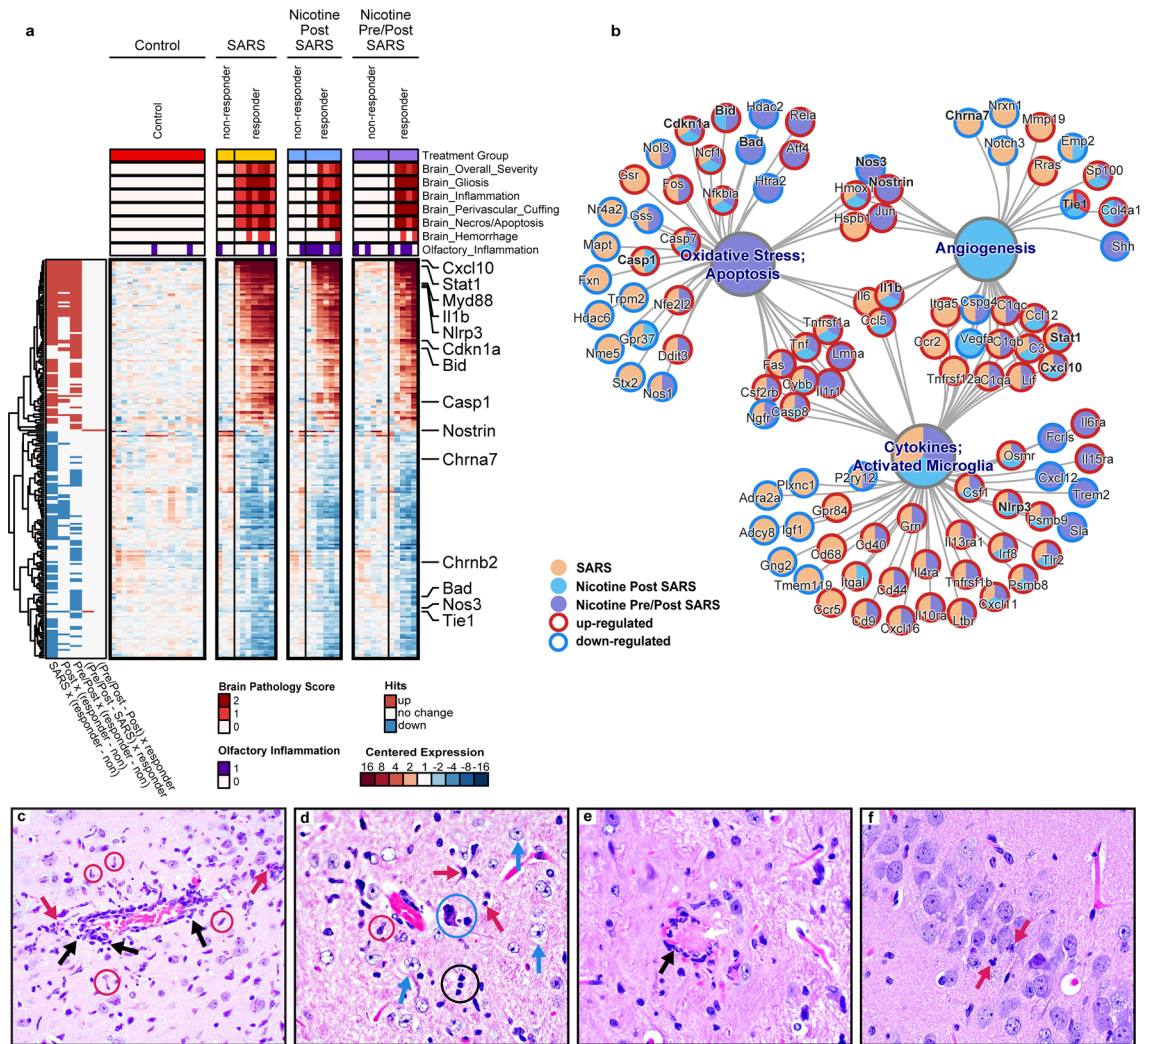 a
Control
SARS
Nicotine
Post
SARS
Nicotine
Pre/Post
SARS
Control
non-responder
responder
non-responder
responder
non-responder
responder
Treatment Group
Brain_Overall_Severity
Brain_Gliosis
Brain_Inflammation
Brain_Perivascular_Cuffing
Brain_Necros/Apoptosis
Brain_Hemorrhage
Olfactory_Inflammation
Cxcl10
Stat1
Myd88
Il1b
Nlrp3
Cdkn1a
Bid
Casp1
Nostrin
Chrna7
Chrnb2
Bad
Nos3
Tie1
(Pre/Post - Post) x responder
(Pre/Post - SARS) x responder
Pre/Post x (responder - non)
Post x (responder - non)
SARS x (responder - non)
Brain Pathology Score
2
1
0
Hits
up
no change
down
Olfactory Inflammation
1
0
Centered Expression
16 8 4 2 1 -2 -4 -8 -16
b
Cdkn1a
Bid
Hdac2
Rela
Nol3
Ncf1
Bad
Atf4
Gsr
Fos
Nfkbia
Htra2
Nr4a2
Gss
Mapt
Casp1
Casp7
Fxn
Trpm2
Nfe2l2
Hdac6
Gpr37
Nme5
Ddit3
Stx2
Nos1
Oxidative Stress;
Apoptosis
Nos3
Hmox1
Nostrin
Hspb1
Jun
Chrna7
Nrxn1
Mmp19
Notch3
Emp2
Rras
Sp100
Tie1
Col4a1
Shh
Angiogenesis
Il6
Il1b
Ccl5
Itga5
Cspg4
C1qc
Ccl12
Ccr2
Vegfa
C1qb
C3
Stat1
Tnfrsf12a
C1qa
Lif
Cxcl10
Tnfrsf1a
Tnf
Lmna
Fas
Csf2rb
Cybb
Il1r1
Ngfr
Casp8
Cytokines;
Activated Microglia
Il6ra
Fcrls
Osmr
Il15ra
Cxcl12
Trem2
P2ry12
Plxnc1
Adra2a
Csf1
Nlrp3
Psmb9
Sla
Gpr84
Igf1
Adcy8
Grn
Cd40
Il13ra1
Irf8
Tlr2
Cd68
Gng2
Tmem119
Itgal
Cd44
Il4ra
Tnfrsf1b
Psmb8
Ccr5
Cd9
Cxcl16
Il10ra
Ltbr
Cxcl11
SARS
Nicotine Post SARS
Nicotine Pre/Post SARS
up-regulated
down-regulated
c
d
e
f